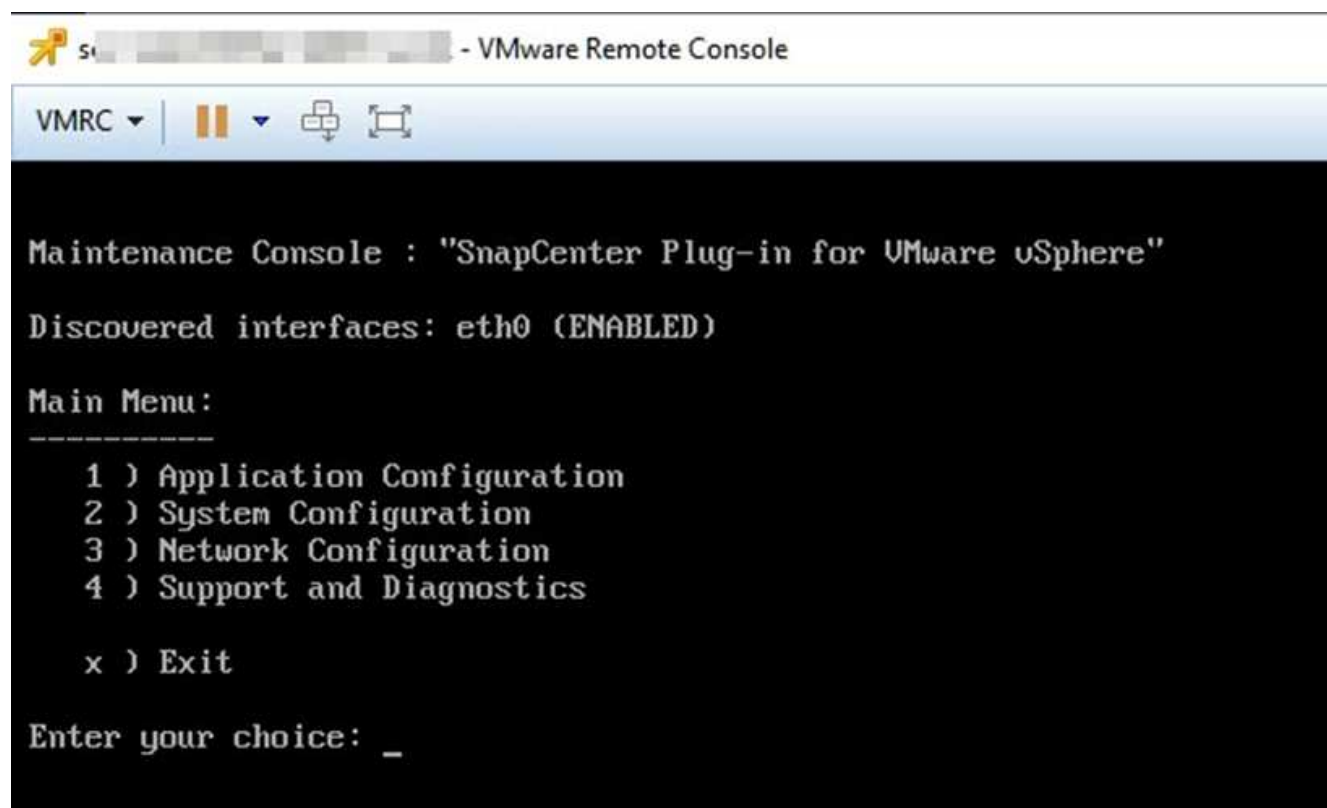 - VMware Remote Console
VMRC
Maintenance Console : "SnapCenter Plug-in for VMware vSphere"
Discovered interfaces: eth0 (ENABLED)
Main Menu:
----------
1 ) Application Configuration
2 ) System Configuration
3 ) Network Configuration
4 ) Support and Diagnostics
x ) Exit
Enter your choice: _